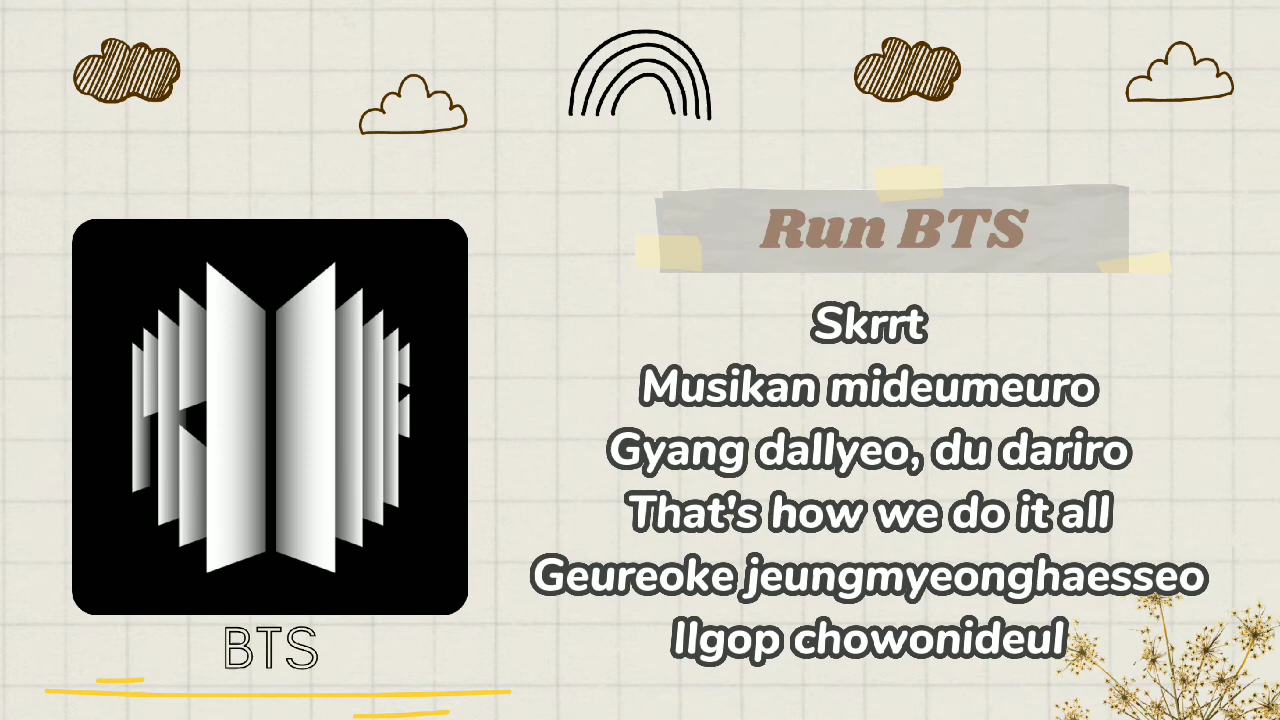 Run BTS
Skrrt
Musikan mideumeuro
Gyang dallyeo, du dariro
That's how we do it all
Geureoke jeungmyeonghaesseo
Ilgop chowonideul
BTS